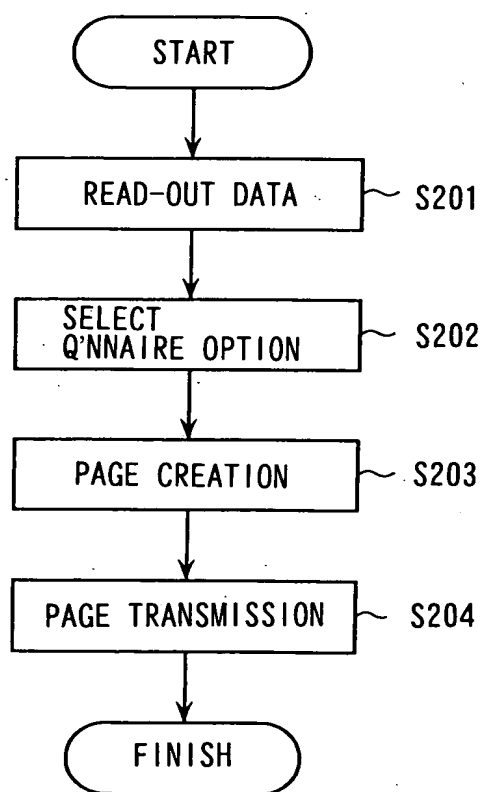 START
READ-OUT DATA
S201
SELECT
Q'NNAIRE OPTION
S202
PAGE CREATION
S203
PAGE TRANSMISSION
S204
FINISH